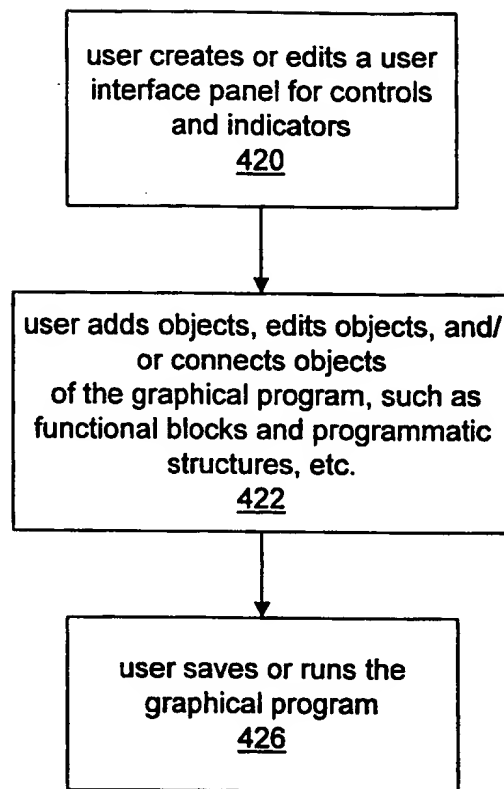 user creates or edits a user
interface panel for controls
and indicators
420
user adds objects, edits objects, and/
or connects objects
of the graphical program, such as
functional blocks and programmatic
structures, etc.
422
user saves or runs the
graphical program
426